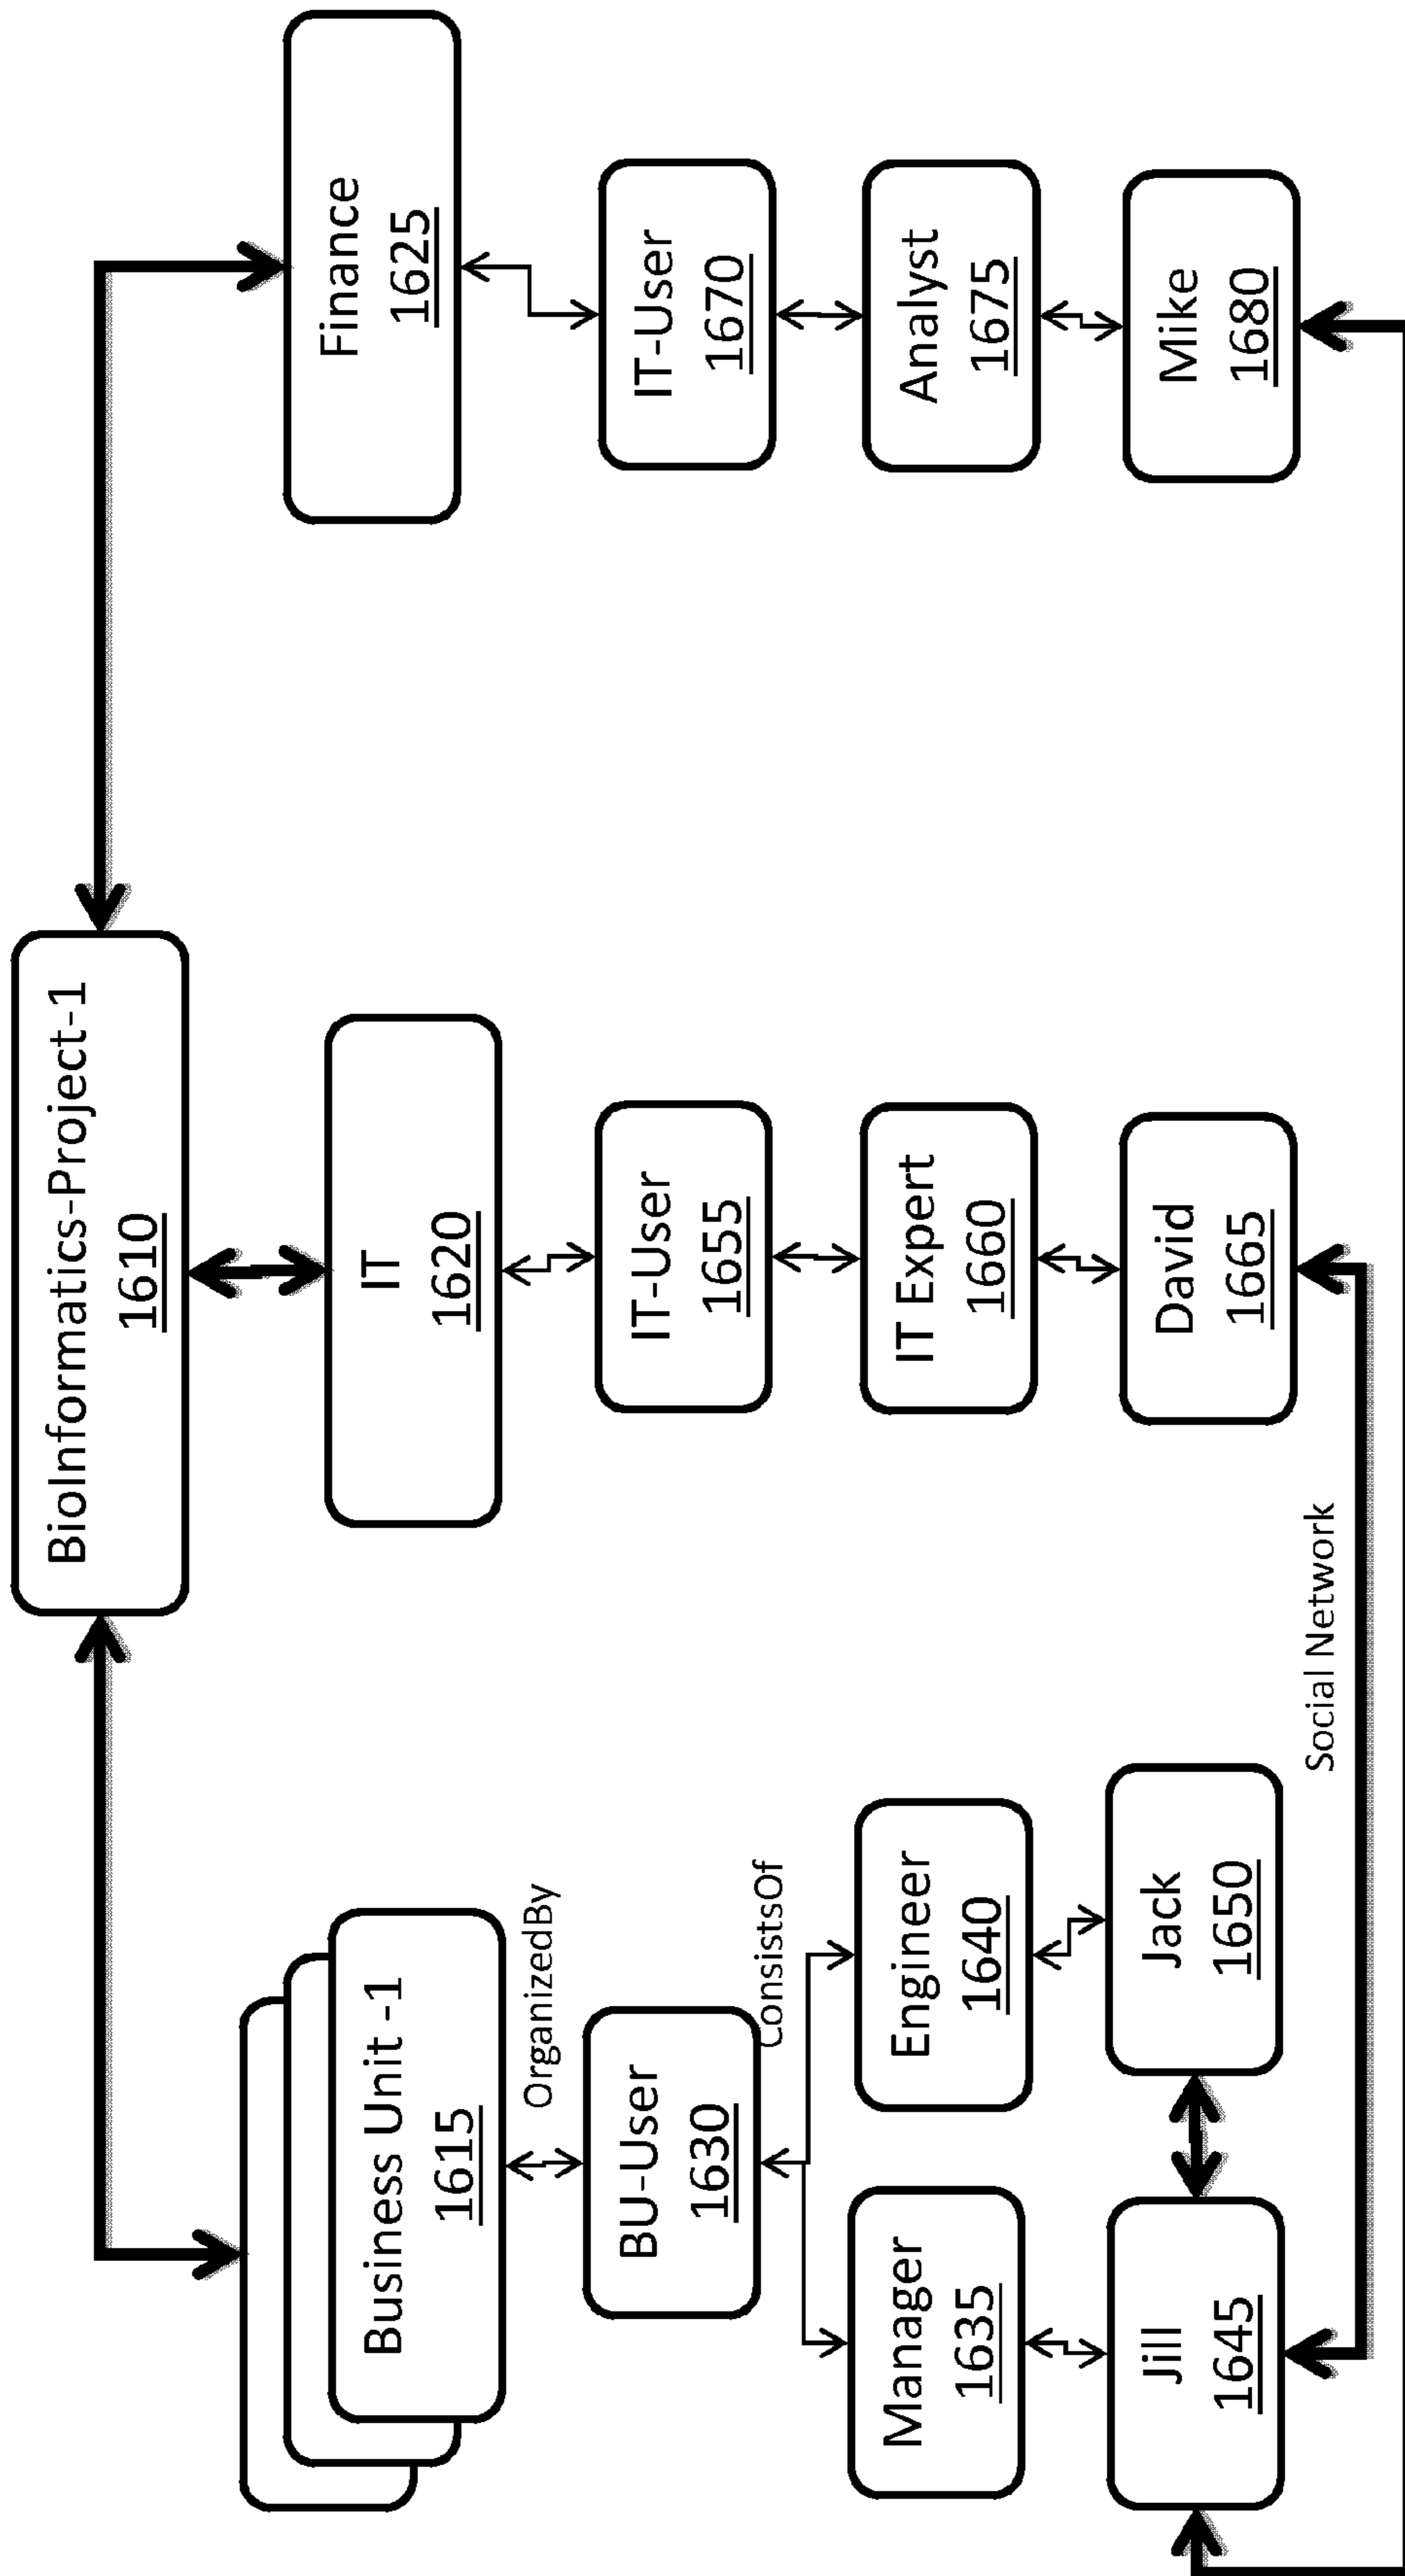 BioInformatics-Project-1
1610
Business Unit -1
1615
IT
1620
Finance
1625
OrganizedBy
BU-User
1630
IT-User
1655
IT-User
1670
ConsistsOf
Manager
1635
Engineer
1640
IT Expert
1660
Analyst
1675
Jill
1645
Jack
1650
David
1665
Mike
1680
Social Network